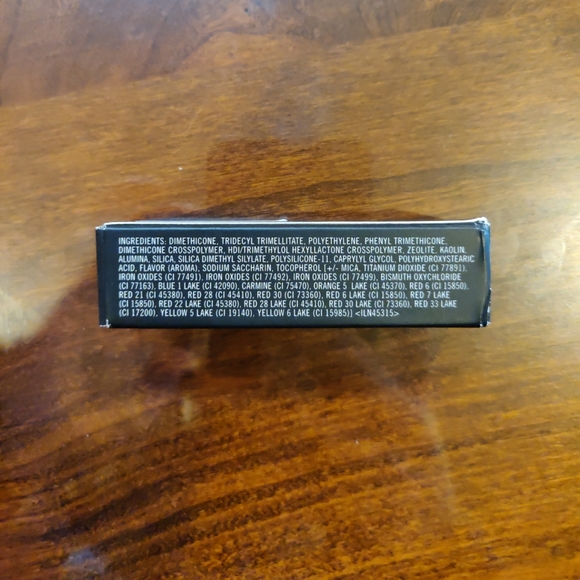 INGREDIENTS: DIMETHICONE, TRIDECYL TRIMELLITATE, POLYETHYLENE, PHENYL TRIMETHICONE,
DIMETHICONE CROSSPOLYMER, HDI/TRIMETHYLOL HEXYLLACTONE CROSSPOLYMER, ZEOLITE, KAOLIN,
ALUMINA, SILICA, SILICA DIMETHYL SILYLATE, POLYSILICONE-11, CAPRYLYL GLYCOL, POLYHYDROXYSTEARIC
ACID, FLAVOR (AROMA), SODIUM SACCHARIN, TOCOPHEROL [+/- MICA, TITANIUM DIOXIDE (CI 77891),
IRON OXIDES (CI 77491), IRON OXIDES (CI 77492), IRON OXIDES (CI 77499), BISMUTH OXYCHLORIDE
(CI 77163), BLUE 1 LAKE (CI 42090), CARMINE (CI 75470), ORANGE 5 LAKE (CI 45370), RED 6 (CI 15850),
RED 21 (CI 45380), RED 28 (CI 45410), RED 30 (CI 73360), RED 6 LAKE (CI 15850), RED 7 LAKE
(CI 15850), RED 22 LAKE (CI 45380), RED 28 LAKE (CI 45410), RED 30 LAKE (CI 73360), RED 33 LAKE
(CI 17200), YELLOW 5 LAKE (CI 19140), YELLOW 6 LAKE (CI 15985)] <ILN45315>